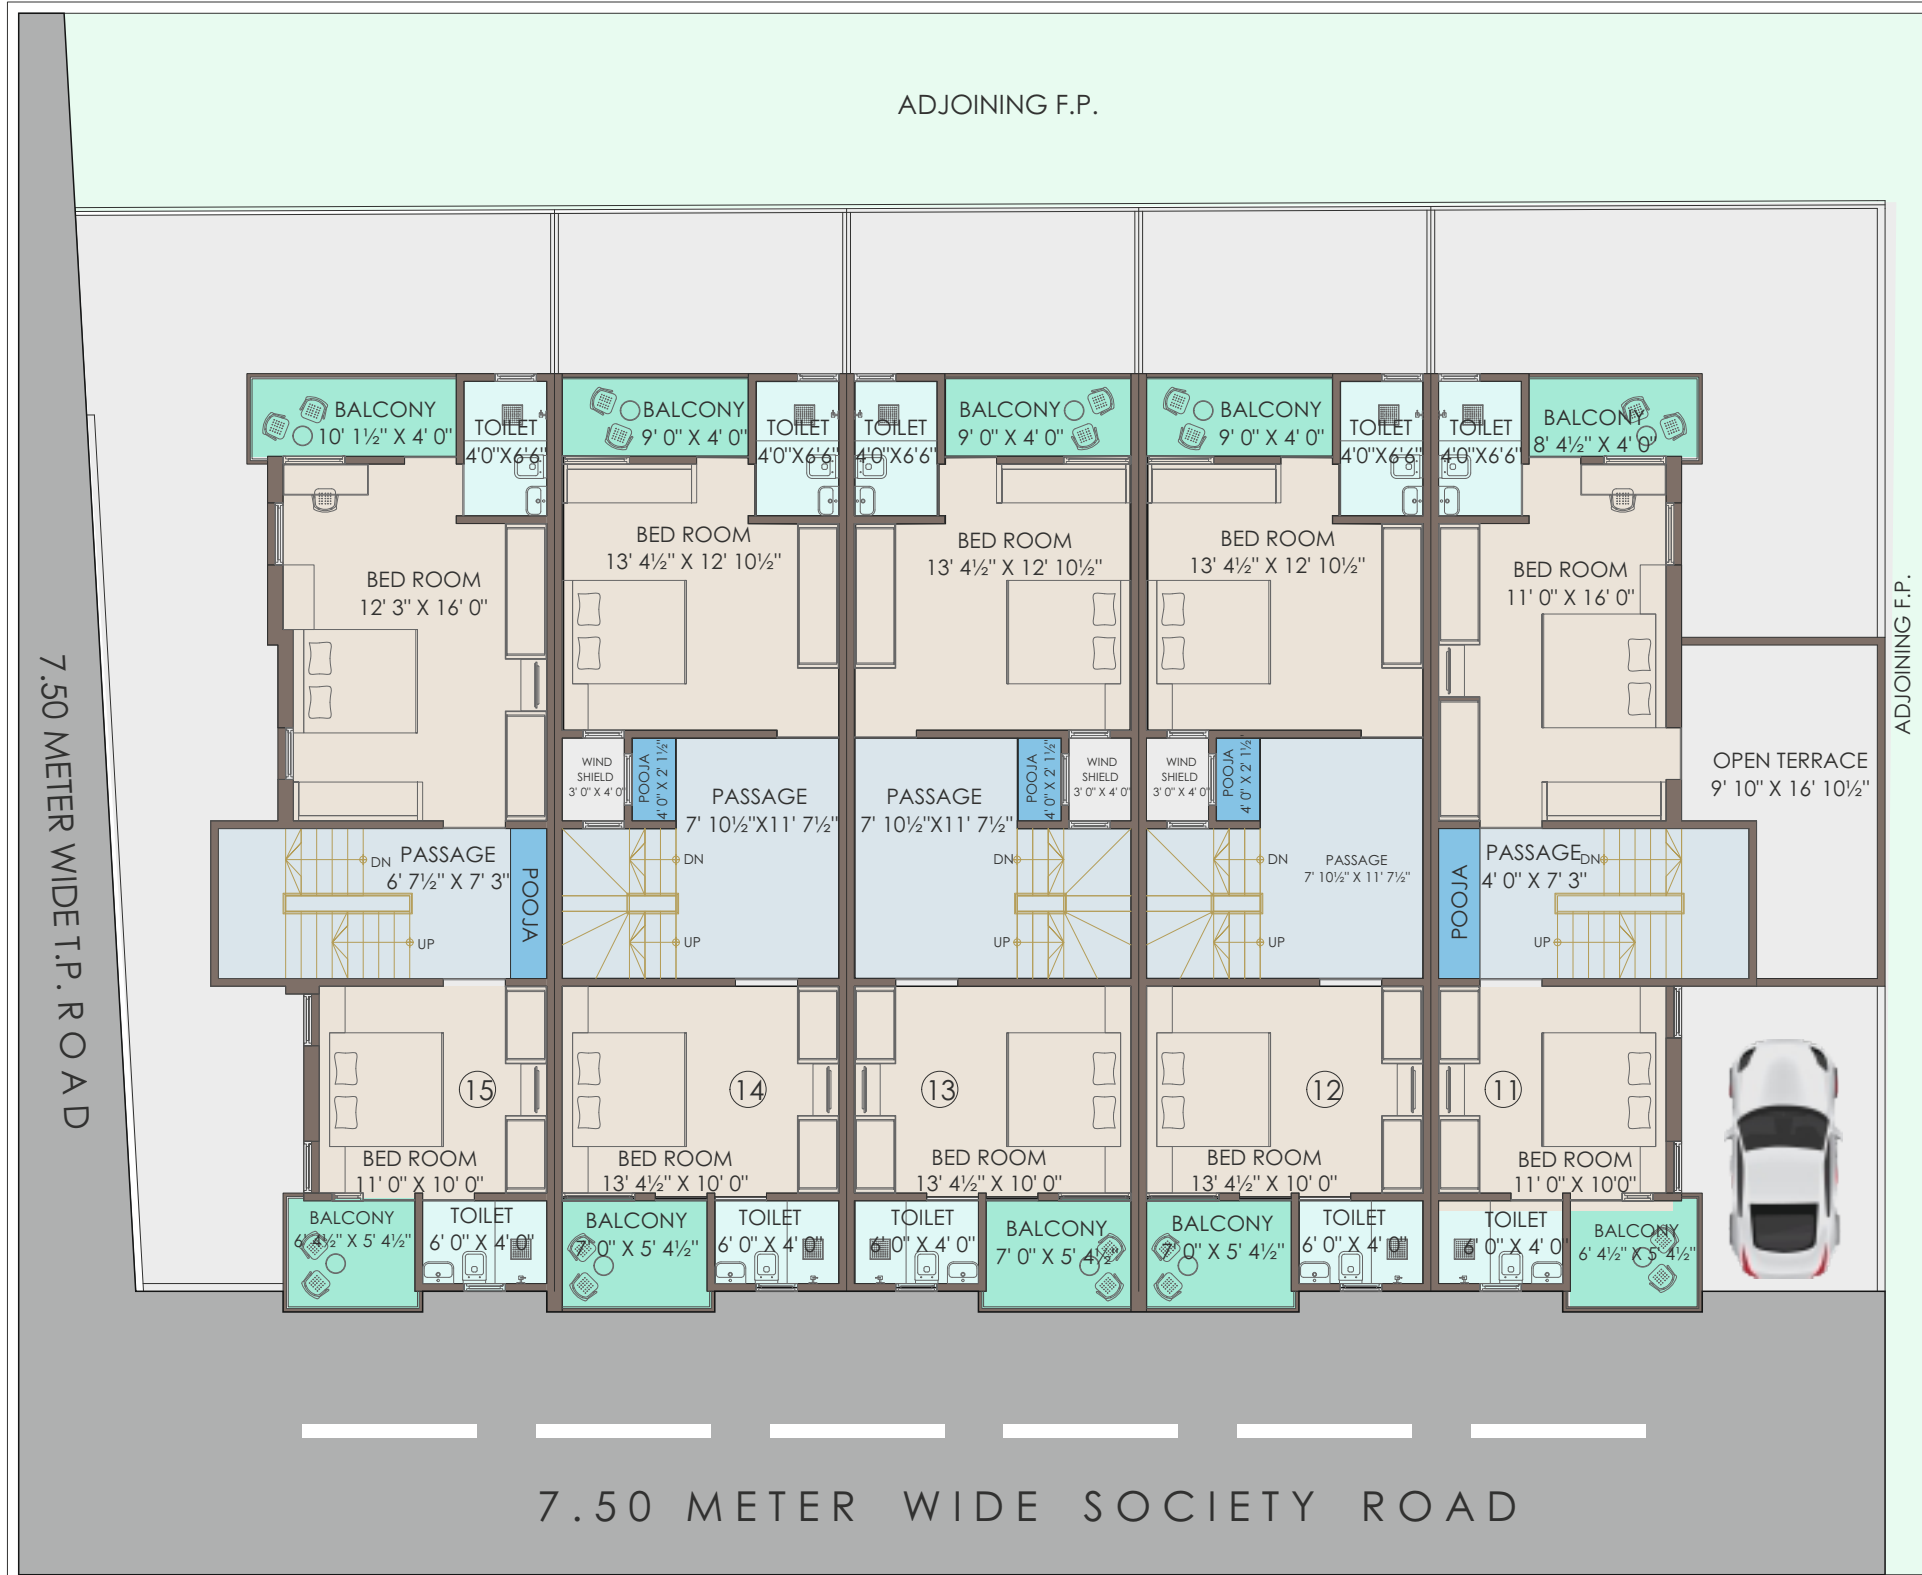 ADJOINING F.P.
BALCONY
10' 1½" X 4' 0"
TOILET
4'0"X6'6"
BED ROOM
12' 3" X 16' 0"
BALCONY
9' 0" X 4' 0"
TOILET
4'0"X6'6"
BED ROOM
13' 4½" X 12' 10½"
TOILET
4'0"X6'6"
BALCONY
9' 0" X 4' 0"
BED ROOM
13' 4½" X 12' 10½"
BALCONY
9' 0" X 4' 0"
TOILET
4'0"X6'6"
BED ROOM
13' 4½" X 12' 10½"
TOILET
4'0"X6'6"
BALCONY
8' 4½" X 4' 0"
BED ROOM
11' 0" X 16' 0"
ADJOINING F.P.
7.50 METER WIDE T.P. ROAD
OPEN TERRACE
9' 10" X 16' 10½"
PASSAGE
6' 7½" X 7' 3"
DN
UP
POOJA
WIND
SHIELD
3' 0" X 4' 0"
POOJA
4' 0" X 2' 1½"
PASSAGE
7' 10½"X11' 7½"
DN
UP
PASSAGE
7' 10½"X11' 7½"
POOJA
4' 0" X 2' 1½"
WIND
SHIELD
3' 0" X 4' 0"
DN
UP
WIND
SHIELD
3' 0" X 4' 0"
POOJA
4' 0" X 2' 1½"
DN
UP
PASSAGE
7' 10½" X 11' 7½"
POOJA
PASSAGE
4' 0" X 7' 3"
DN
UP
15
BED ROOM
11' 0" X 10' 0"
14
BED ROOM
13' 4½" X 10' 0"
13
BED ROOM
13' 4½" X 10' 0"
12
BED ROOM
13' 4½" X 10' 0"
11
BED ROOM
11' 0" X 10'0"
BALCONY
6' 4½" X 5' 4½"
TOILET
6' 0" X 4' 0"
BALCONY
7' 0" X 5' 4½"
TOILET
6' 0" X 4' 0"
TOILET
6' 0" X 4' 0"
BALCONY
7' 0" X 5' 4½"
BALCONY
7' 0" X 5' 4½"
TOILET
6' 0" X 4' 0"
TOILET
6' 0" X 4' 0"
BALCONY
6' 4½" X 5' 4½"
7.50 METER WIDE SOCIETY ROAD